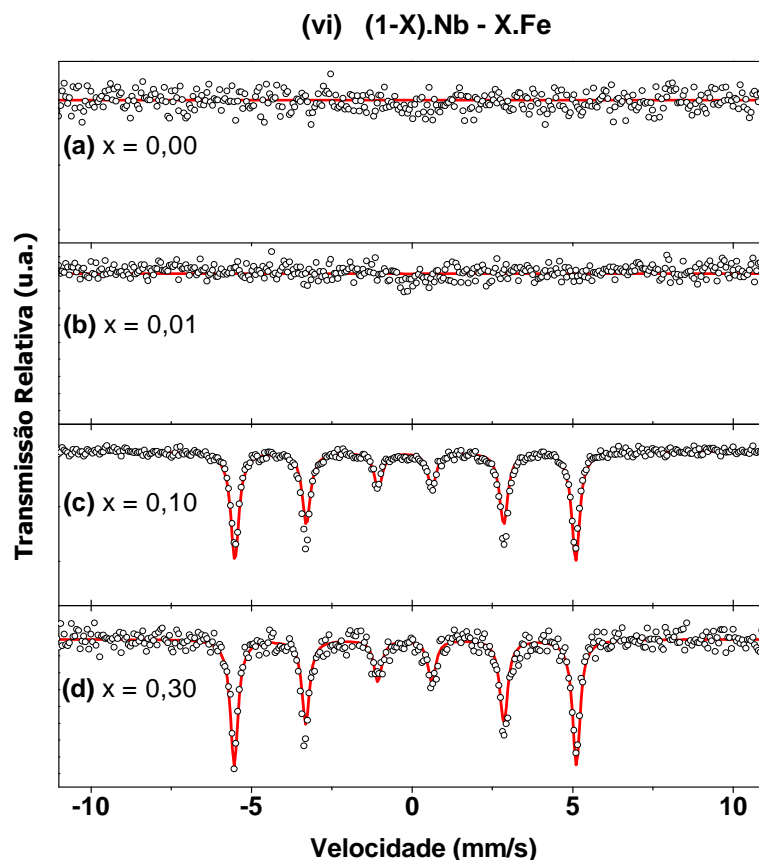 (vi) (1-X).Nb - X.Fe
Transmissão Relativa (u.a.)
(a) x = 0,00
(b) x = 0,01
(c) x = 0,10
(d) x = 0,30
-10 -5 0 5 10
Velocidade (mm/s)